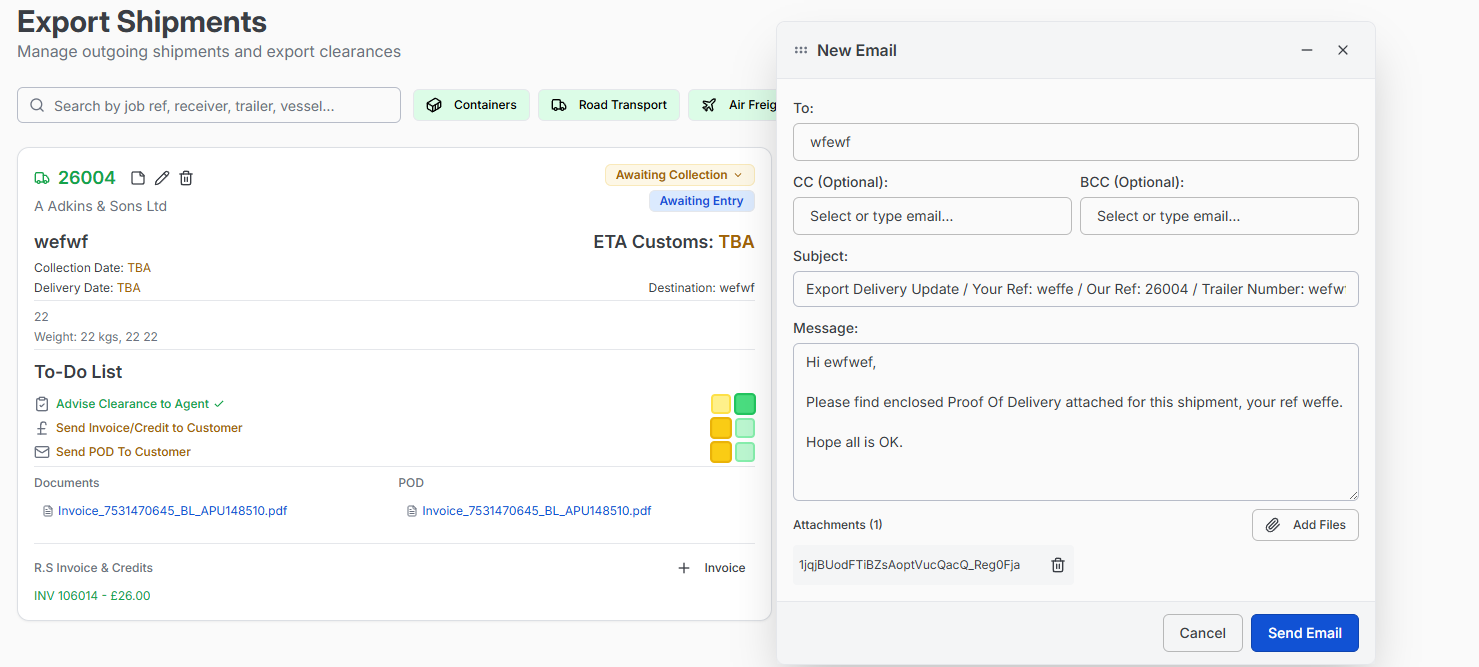 Export Shipments
Manage outgoing shipments and export clearances
Search by job ref, receiver, trailer, vessel...
Containers
Road Transport
Air Freig
26004
Awaiting Collection
A Adkins & Sons Ltd
Awaiting Entry
wefwf
ETA Customs: TBA
Collection Date: TBA
Delivery Date: TBA
Destination: wefwf
22
Weight: 22 kgs, 22 22
To-Do List
Advise Clearance to Agent
Send Invoice/Credit to Customer
Send POD To Customer
Documents
POD
Invoice_7531470645_BL_APU148510.pdf
Invoice_7531470645_BL_APU148510.pdf
R.S Invoice & Credits
Invoice
INV 106014 - £26.00
New Email
To:
wfewf
CC (Optional):
BCC (Optional):
Select or type email...
Select or type email...
Subject:
Export Delivery Update / Your Ref: weffe / Our Ref: 26004 / Trailer Number: wefw
Message:
Hi ewfwef,
Please find enclosed Proof Of Delivery attached for this shipment, your ref weffe.
Hope all is OK.
Attachments (1)
Add Files
1jqjBUodFTiBZsAoptVucQacQ_Reg0Fja
Cancel
Send Email